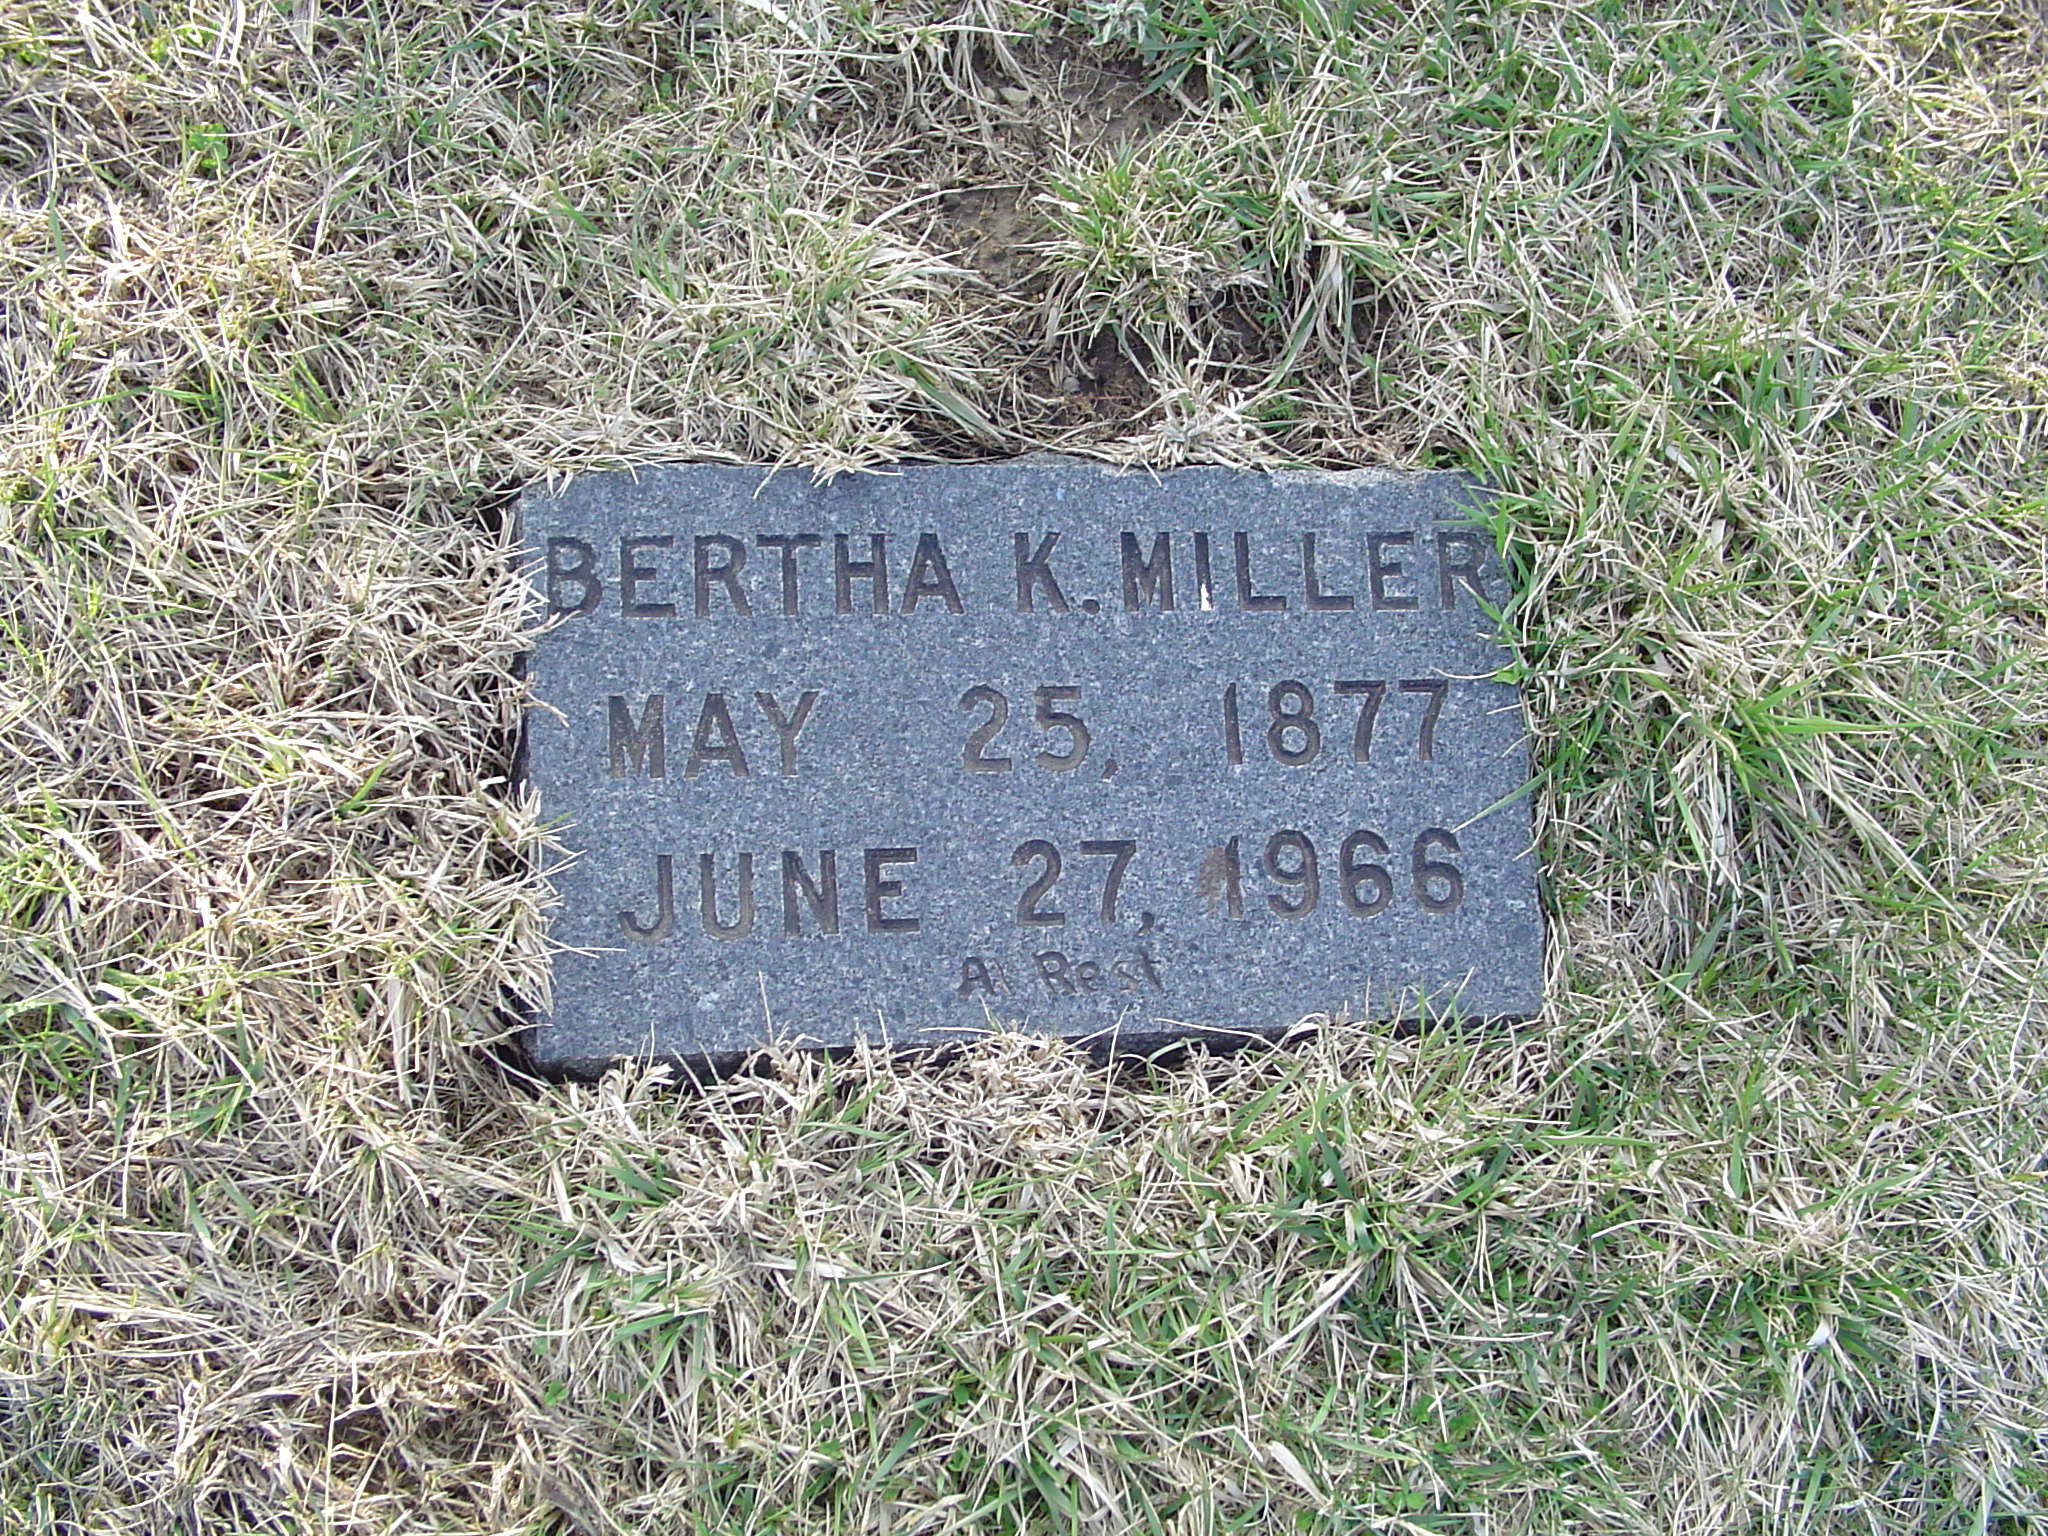 BERTHA K. MILLER
MAY 25, 1877
JUNE 27, 1966
At Rest